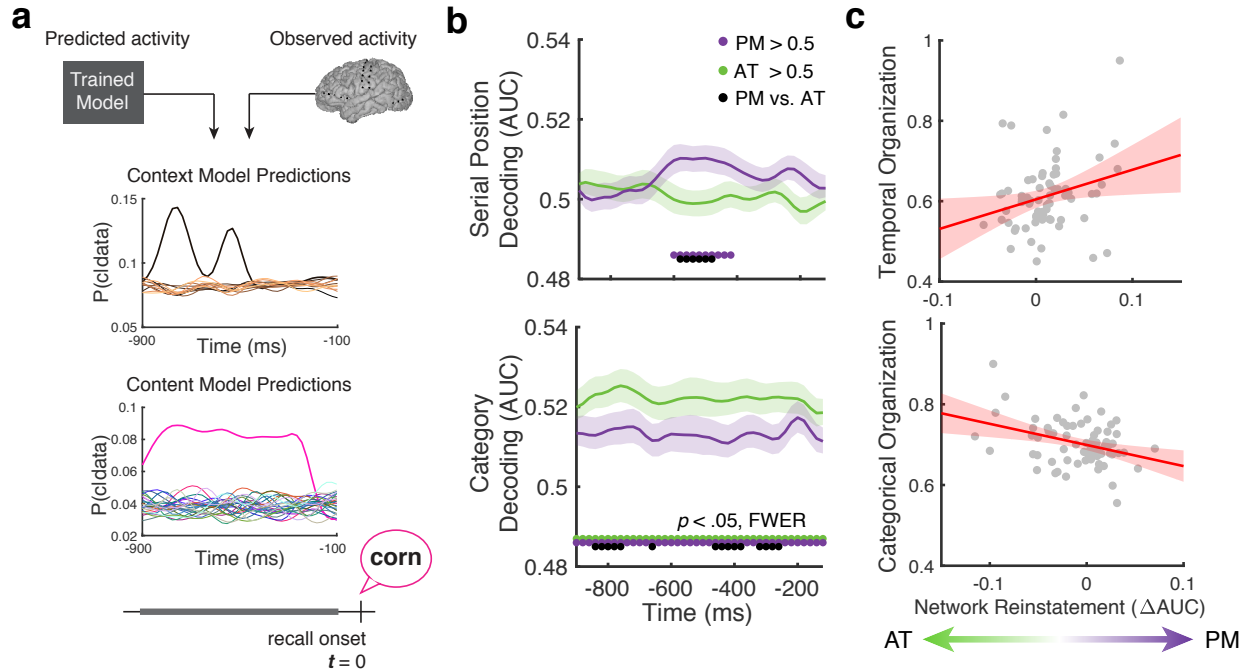 a
Predicted activity
Observed activity
Trained
Model
Context Model Predictions
0.15
0.1
0.05
P(c|data)
-900
-100
Time (ms)
Content Model Predictions
0.1
0.08
0.06
0.04
0.02
P(c|data)
-900
-100
Time (ms)
corn
recall onset
t = 0
b
0.54
0.52
0.5
0.48
Serial Position
Decoding (AUC)
PM > 0.5
AT > 0.5
PM vs. AT
0.54
0.52
0.5
0.48
Category
Decoding (AUC)
p < .05, FWER
-800
-600
-400
-200
Time (ms)
c
1
0.8
0.6
0.4
Temporal Organization
-0.1
0
0.1
1
0.8
0.6
0.4
Categorical Organization
-0.1
0
0.1
Network Reinstatement (ΔAUC)
AT
PM